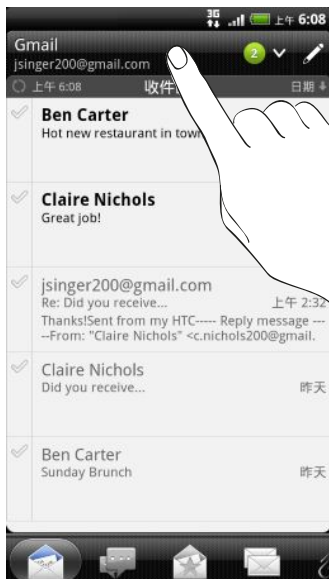 3G 上午 6:08
Gmail
jsinger200@gmail.com 2
上午 6:08 收件 日期
Ben Carter
Hot new restaurant in town
Claire Nichols
Great job!
jsinger200@gmail.com
Re: Did you receive... 上午 2:32
Thanks!Sent from my HTC----- Reply message ---
--From: "Claire Nichols" <c.nichols200@gmail.
Claire Nichols
Did you receive... 昨天
Ben Carter
Sunday Brunch 昨天